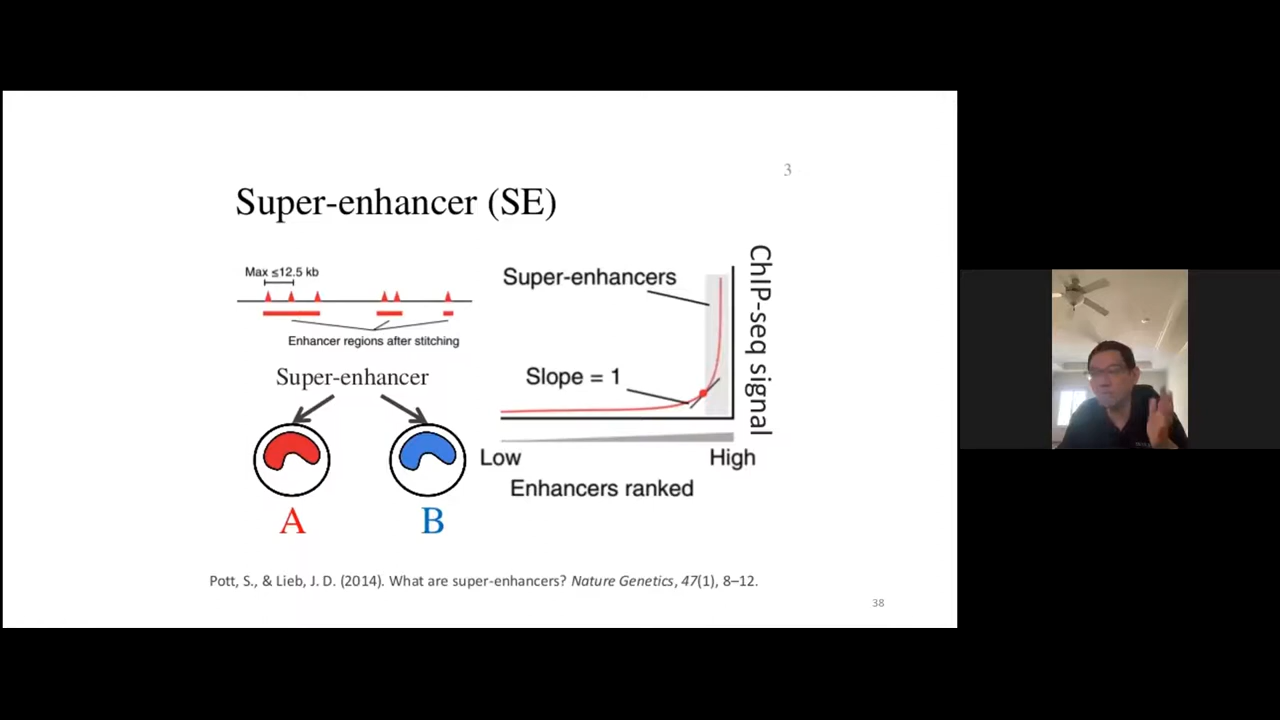 3
Super-enhancer (SE)
Max ≤12.5 kb
Enhancer regions after stitching
Super-enhancer
A
B
Super-enhancers
Slope = 1
ChIP-seq signal
Low
High
Enhancers ranked
Pott, S., & Lieb, J. D. (2014). What are super-enhancers? Nature Genetics, 47(1), 8–12.
38